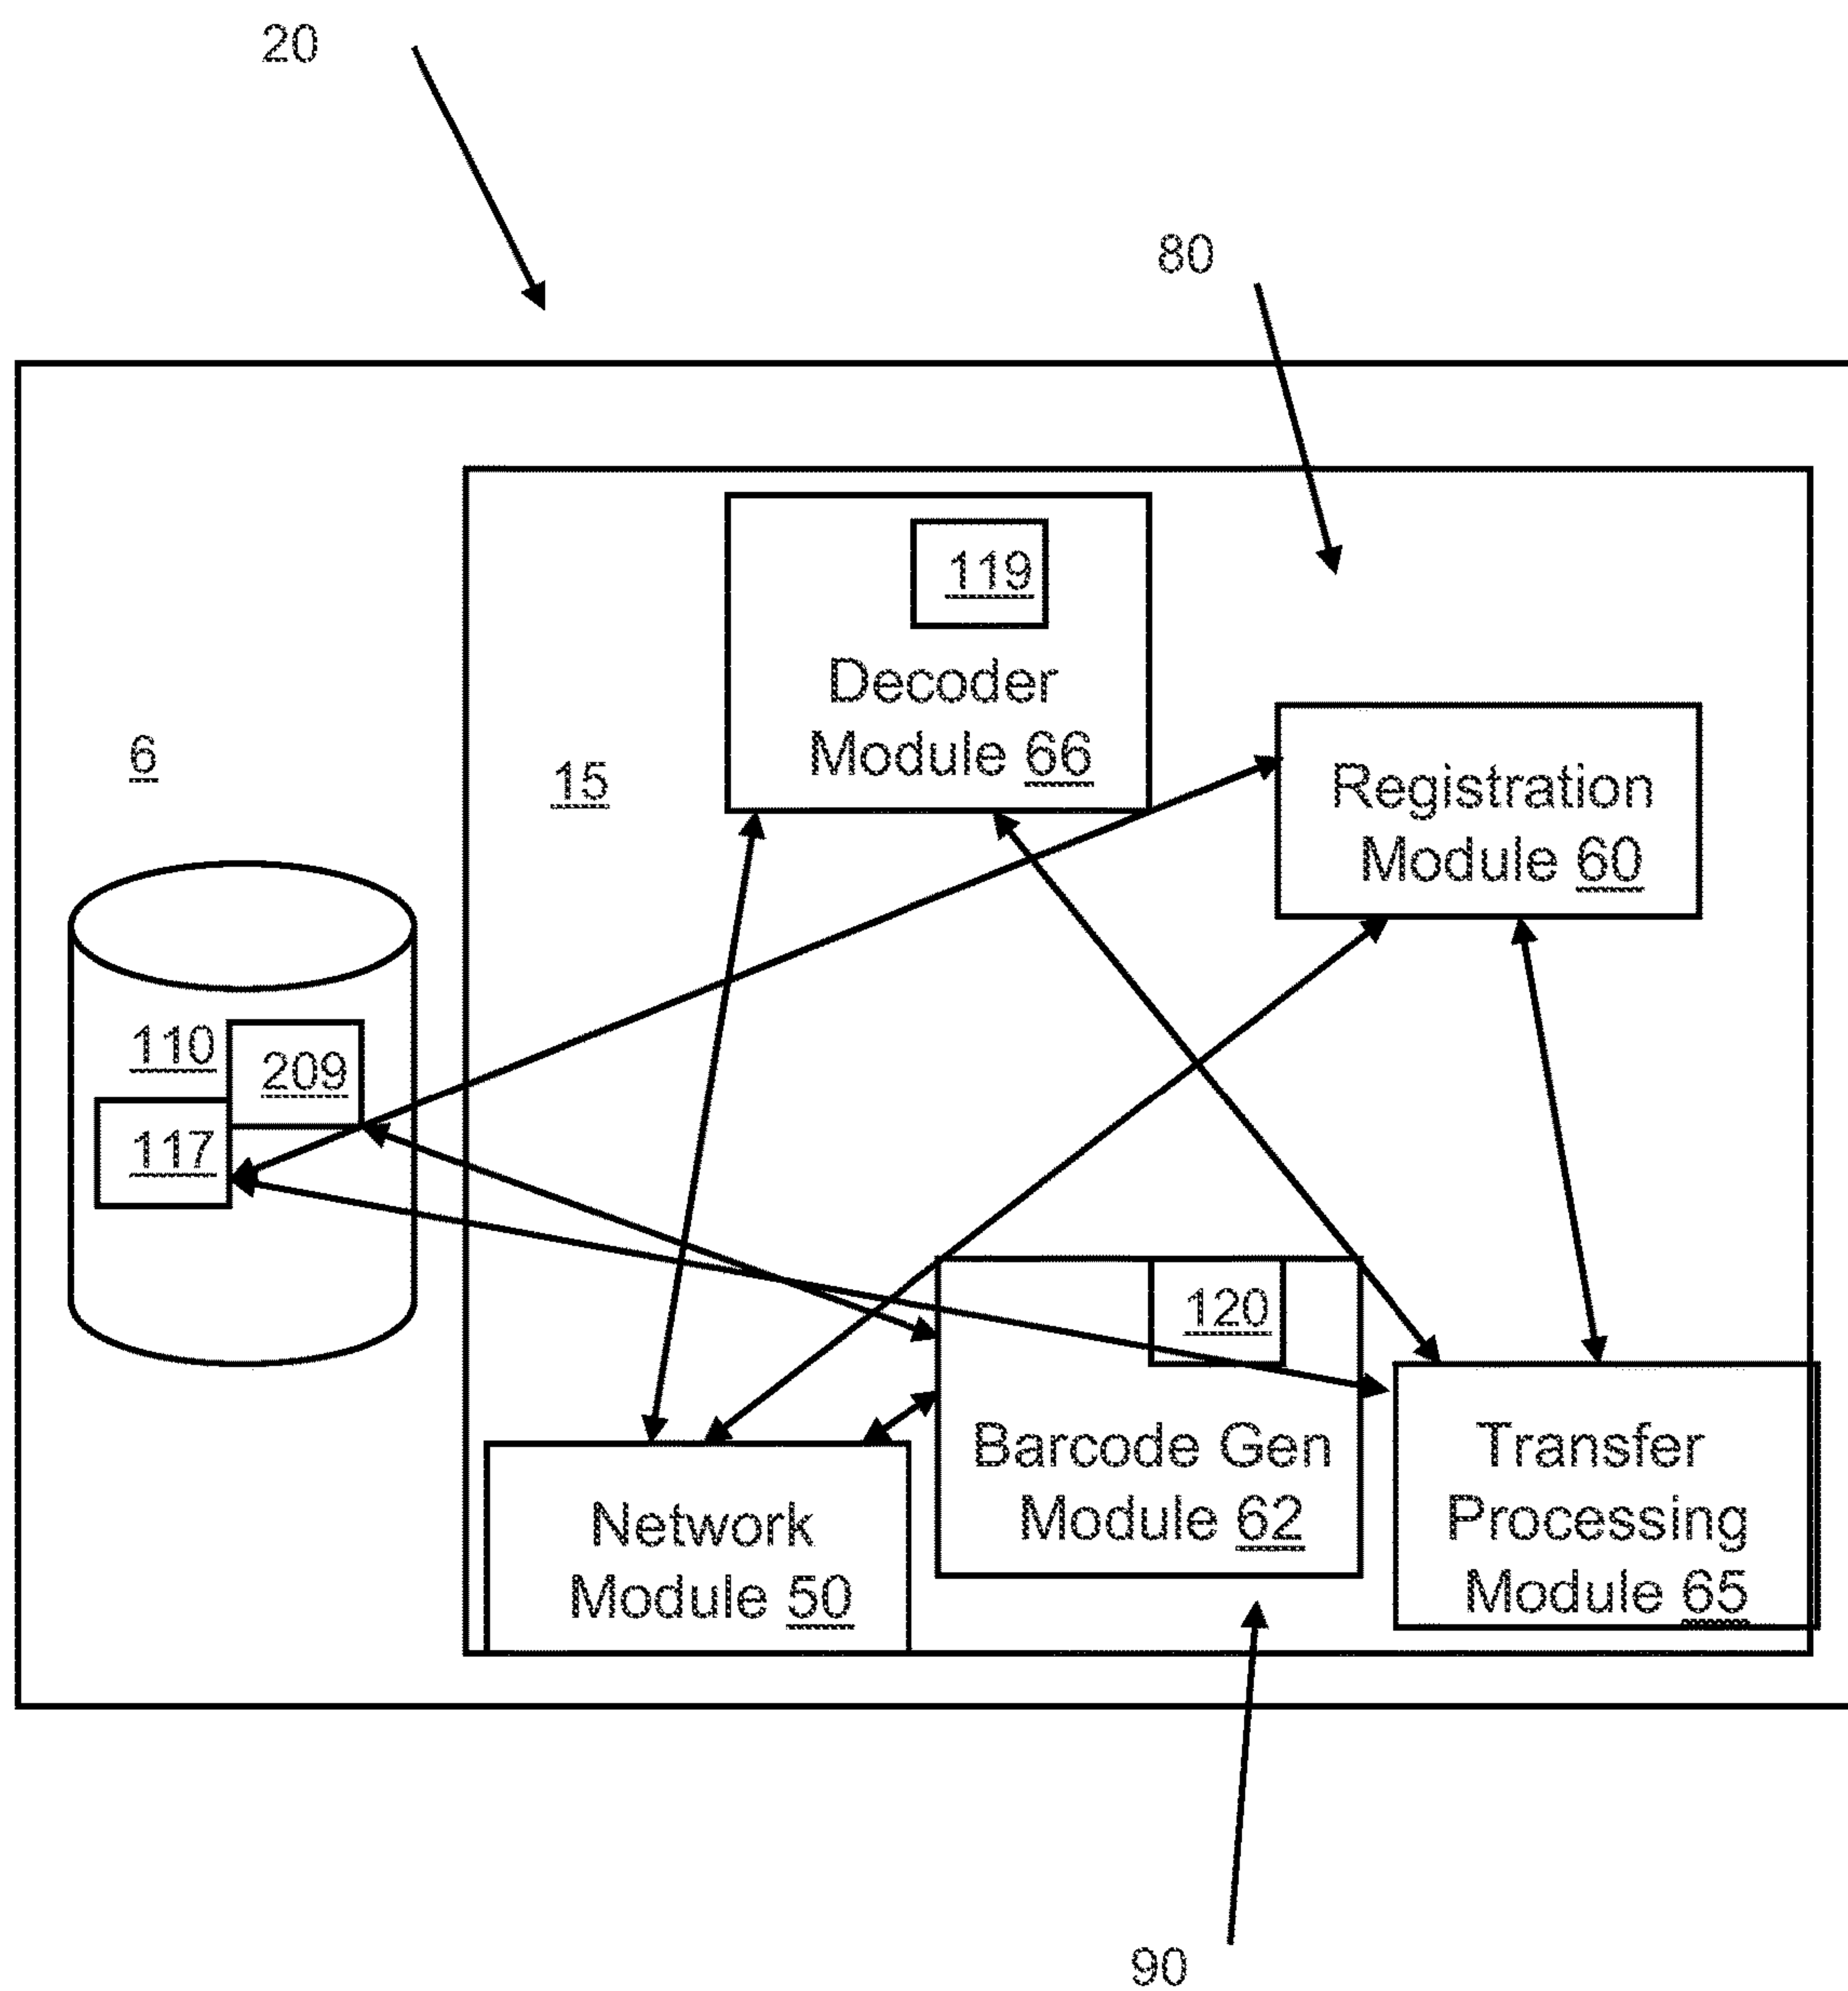 20
80
119
Decoder
Module 66
6
15
Registration
Module 60
110
209
117
120
Barcode Gen
Module 62
Transfer
Processing
Module 65
Network
Module 50
90